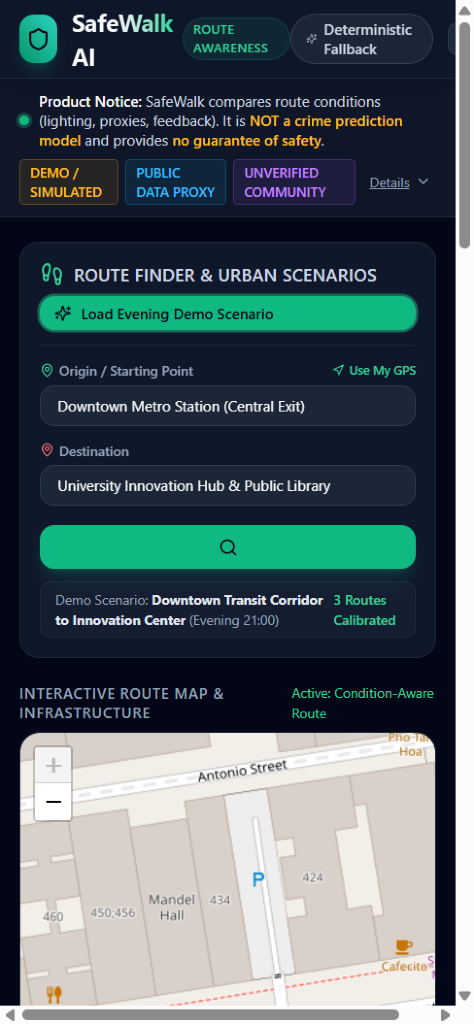 SafeWalk
AI
ROUTE
AWARENESS
Deterministic
Fallback
Product Notice: SafeWalk compares route conditions
(lighting, proxies, feedback). It is NOT a crime prediction
model and provides no guarantee of safety.
DEMO /
SIMULATED
PUBLIC
DATA PROXY
UNVERIFIED
COMMUNITY
Details
ROUTE FINDER & URBAN SCENARIOS
Load Evening Demo Scenario
Origin / Starting Point
Use My GPS
Downtown Metro Station (Central Exit)
Destination
University Innovation Hub & Public Library
Demo Scenario: Downtown Transit Corridor
to Innovation Center (Evening 21:00)
3 Routes
Calibrated
INTERACTIVE ROUTE MAP &
INFRASTRUCTURE
Active: Condition-Aware
Route
+
−
Antonio Street
Hoa
P
424
434
Mandel
Hall
450;456
460
Cafecito